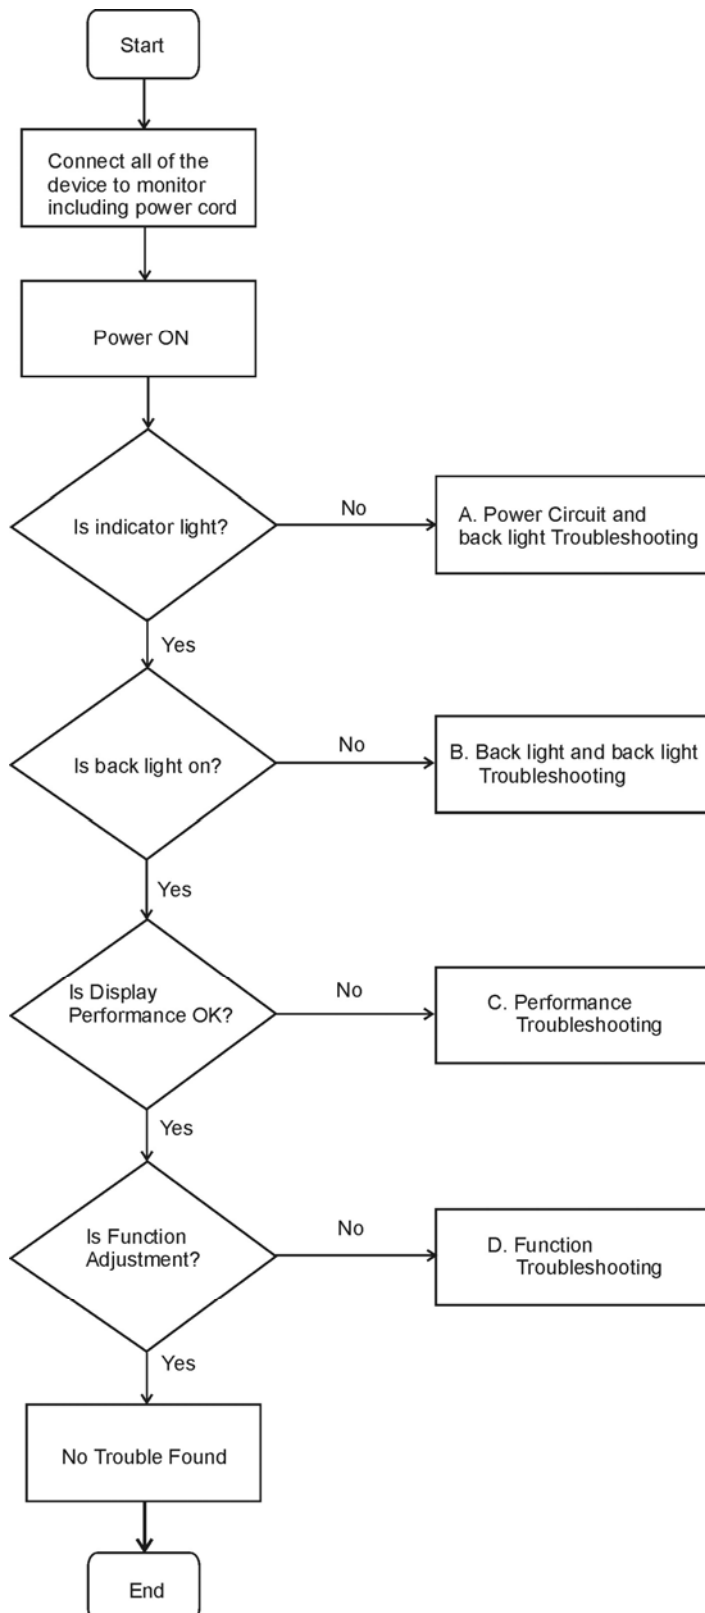 Start
Connect all of the
device to monitor
including power cord
Power ON
Is indicator light?
No
A. Power Circuit and
back light Troubleshooting
Yes
Is back light on?
No
B. Back light and back light
Troubleshooting
Yes
Is Display
Performance OK?
No
C. Performance
Troubleshooting
Yes
Is Function
Adjustment?
No
D. Function
Troubleshooting
Yes
No Trouble Found
End